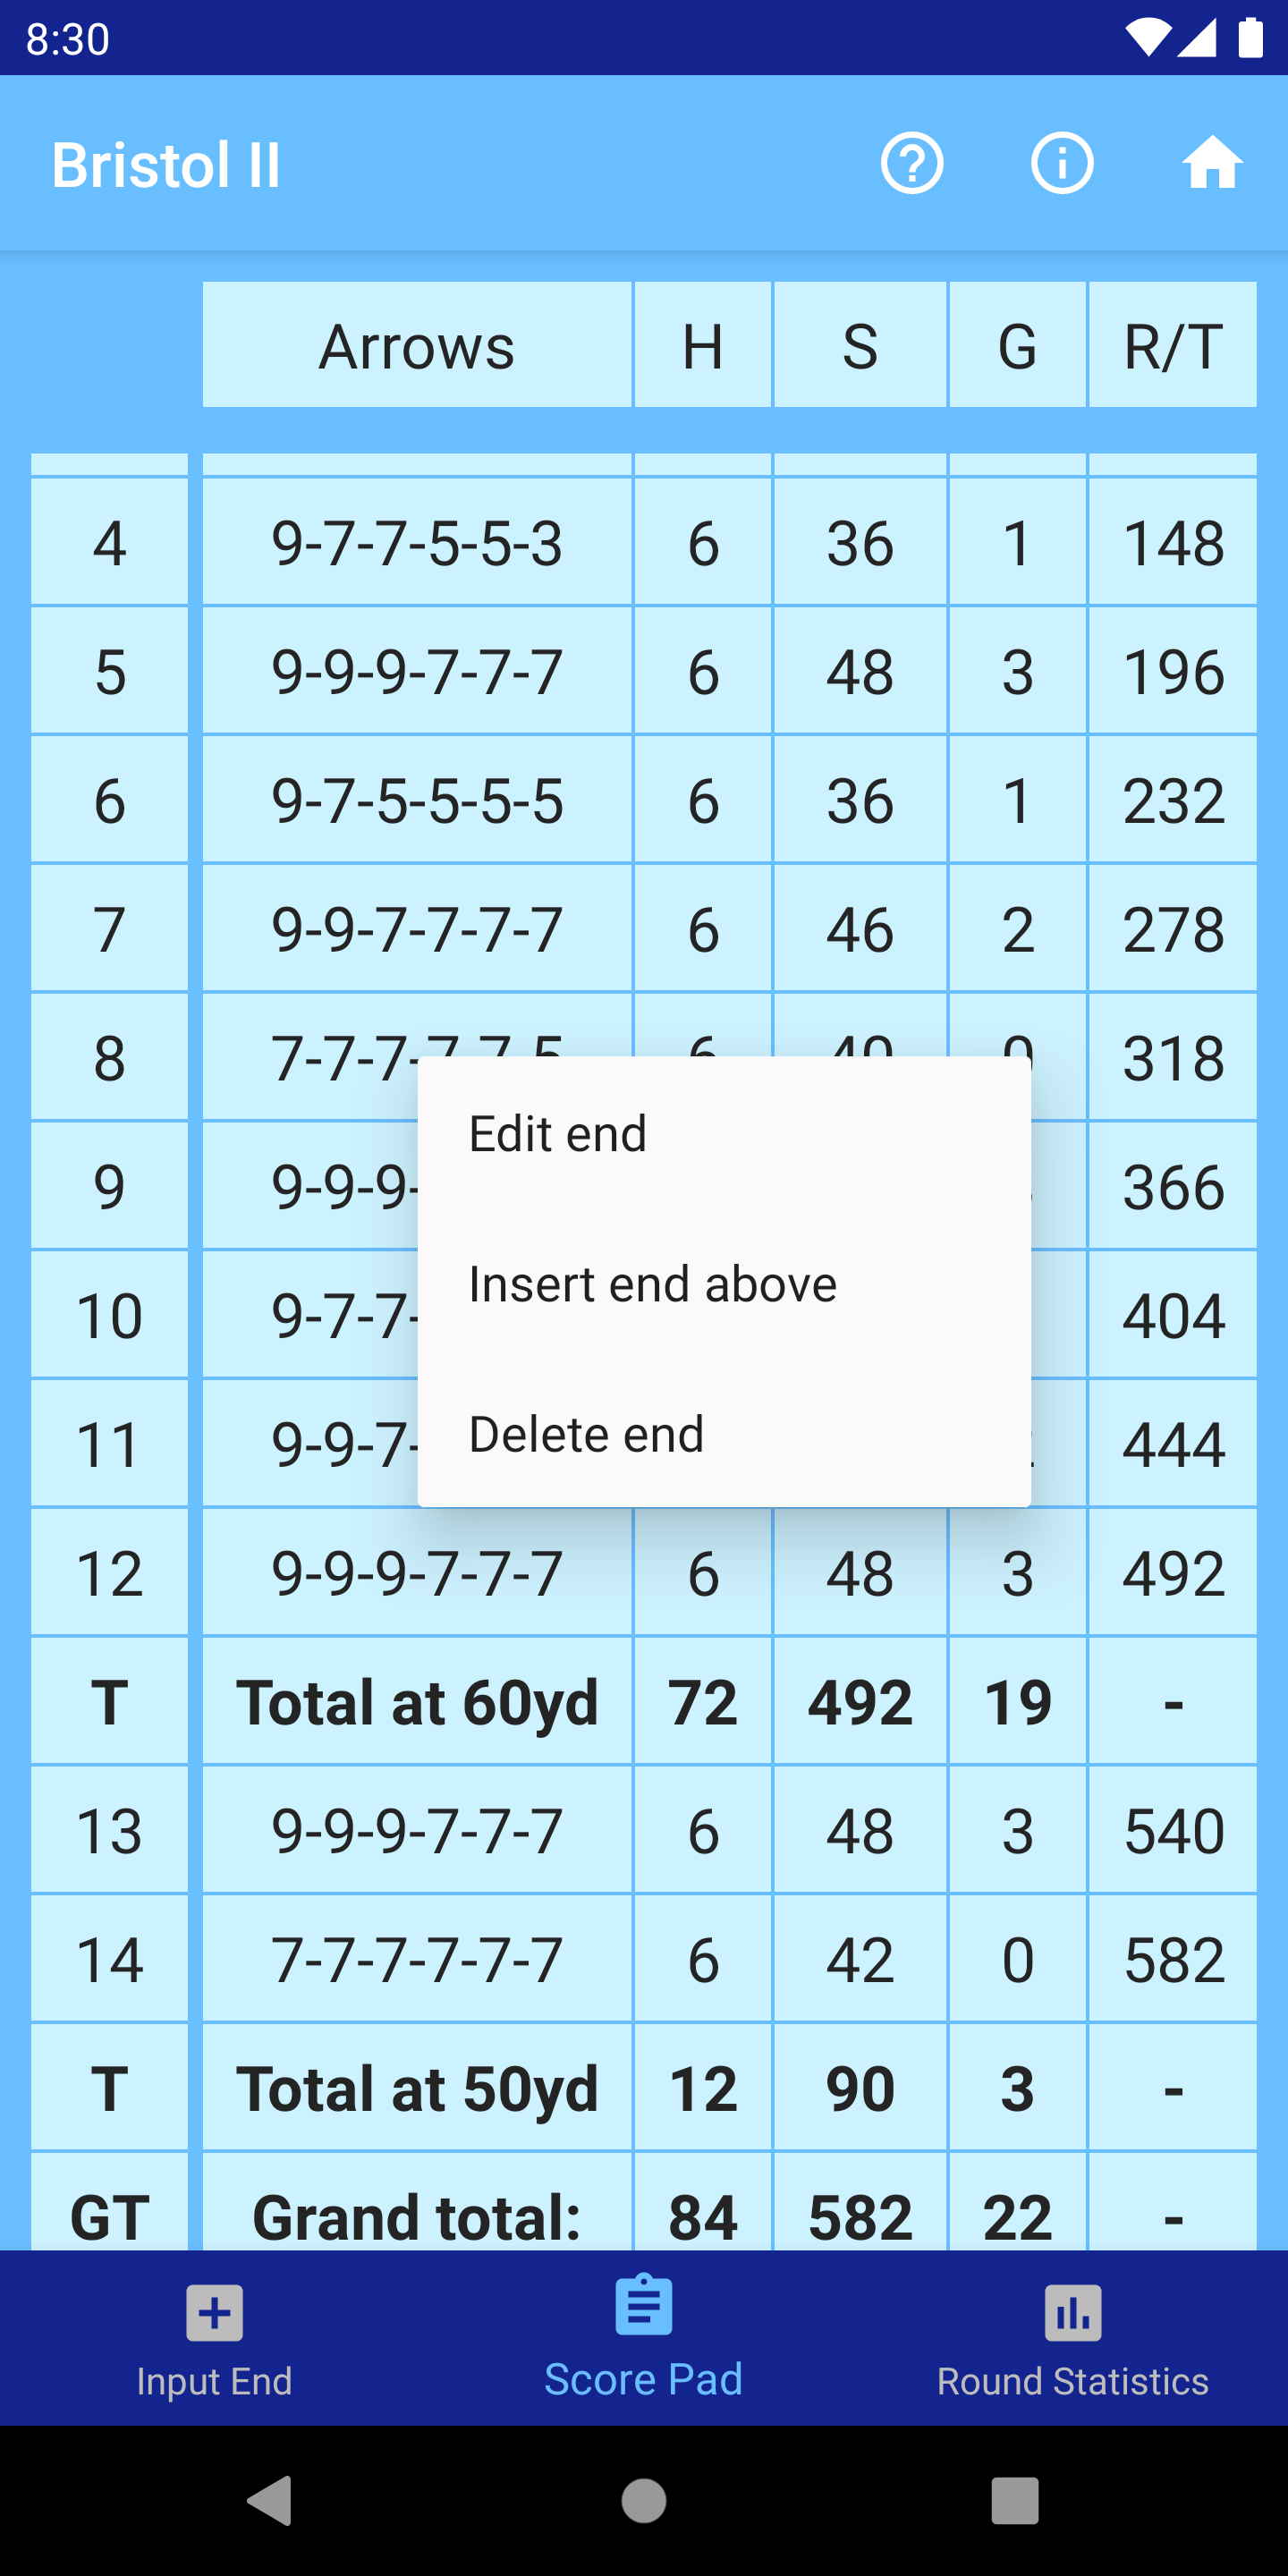 8:30
Bristol II
Arrows H S G R/T
4 9-7-7-5-5-3 6 36 1 148
5 9-9-9-7-7-7 6 48 3 196
6 9-7-5-5-5-5 6 36 1 232
7 9-9-7-7-7-7 6 46 2 278
8 7-7-7-7-7-5 6 40 0 318
Edit end
9 9-9-9- 366
Insert end above
10 9-7-7- 404
Delete end
11 9-9-7- 444
12 9-9-9-7-7-7 6 48 3 492
T Total at 60yd 72 492 19 -
13 9-9-9-7-7-7 6 48 3 540
14 7-7-7-7-7-7 6 42 0 582
T Total at 50yd 12 90 3 -
GT Grand total: 84 582 22 -
Input End Score Pad Round Statistics